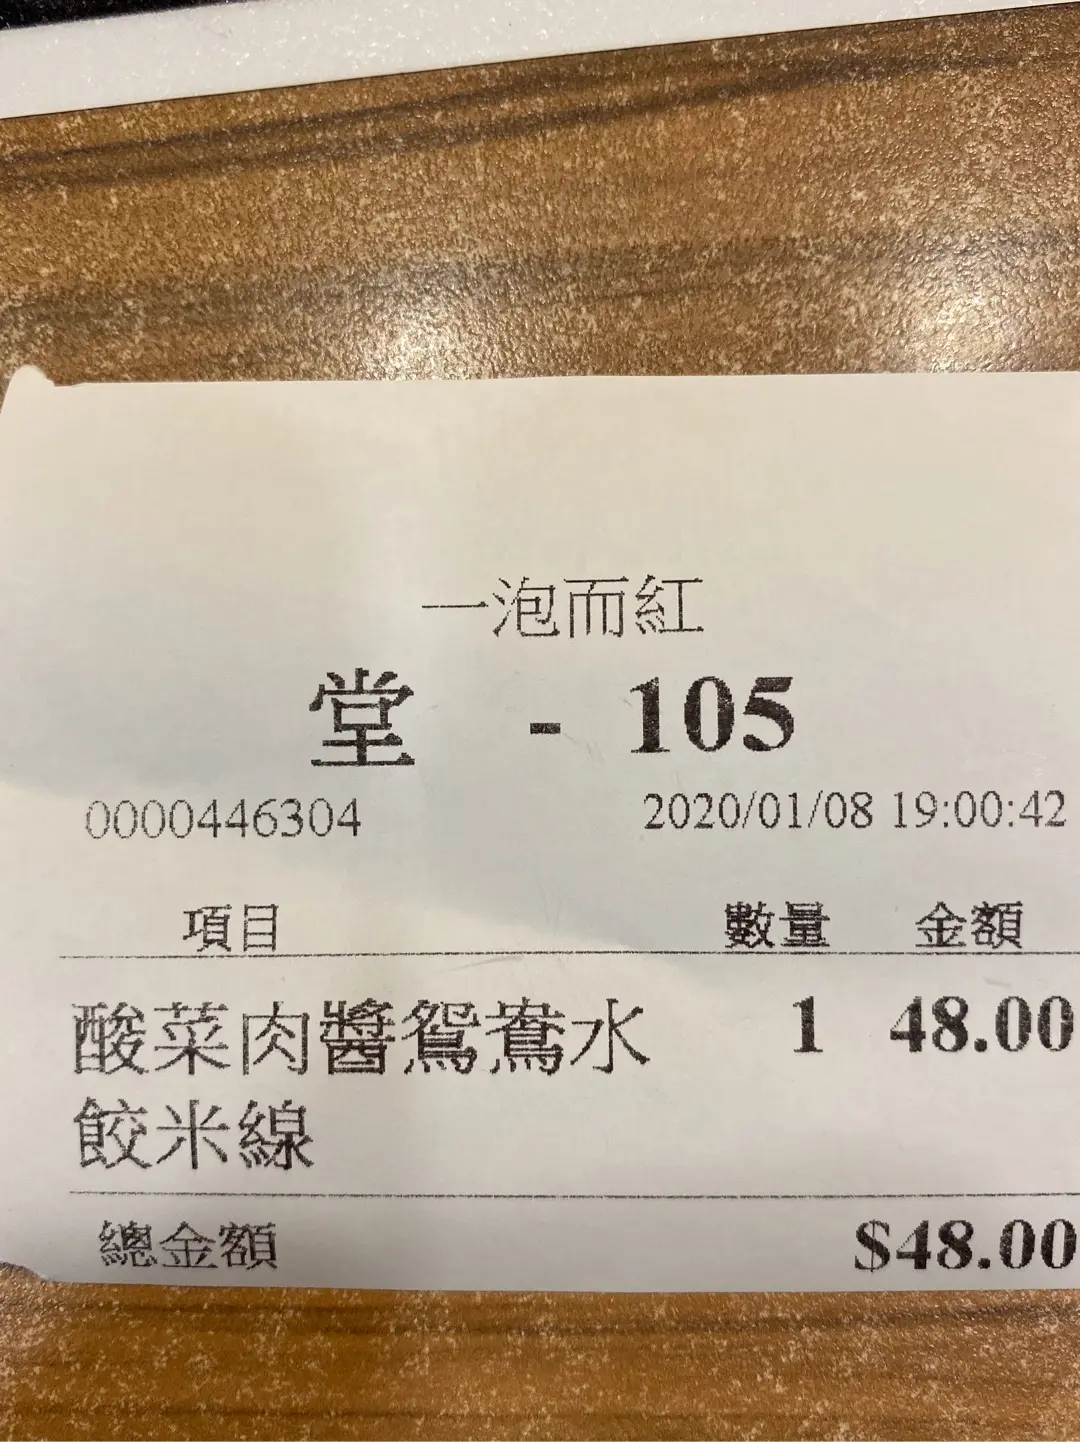 一泡而紅
堂 - 105
0000446304 2020/01/08 19:00:42
項目 數量 金額
酸菜肉醬鴛鴦水 1 48.00
餃米線
總金額 $48.00